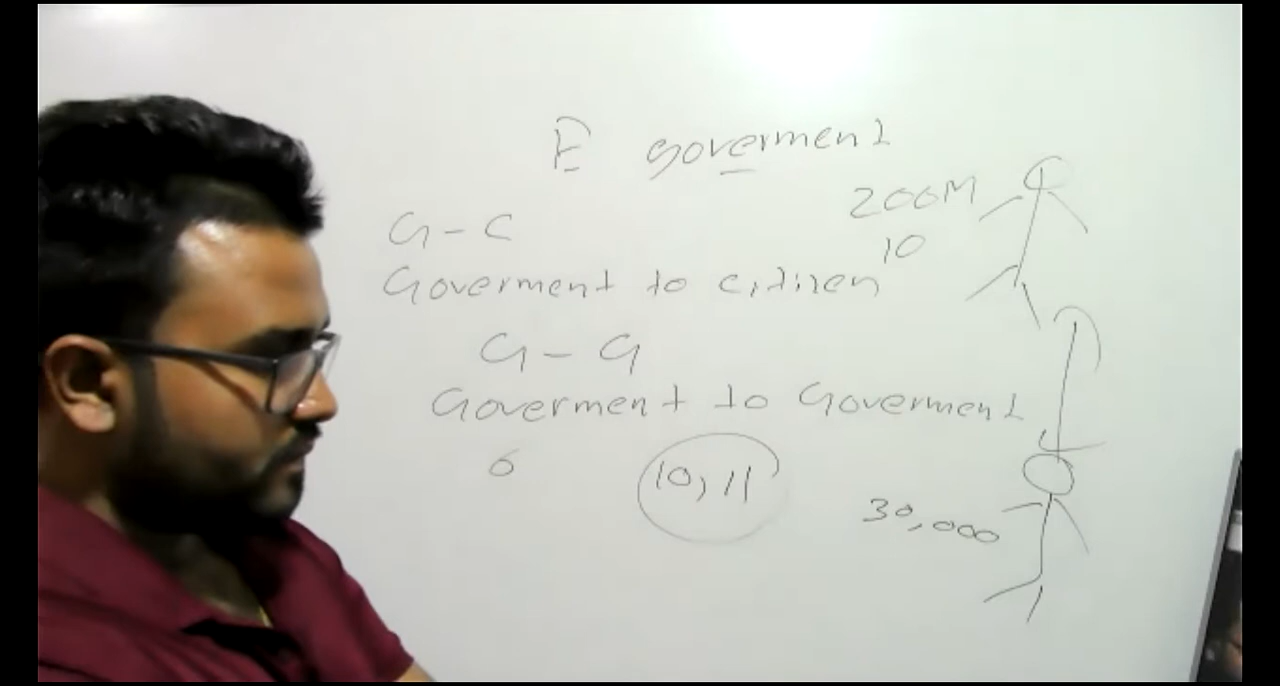 E goverment
200M
G - C
10
Goverment to citizen
G - G
Goverment to Goverment
6
10, 11
30,000